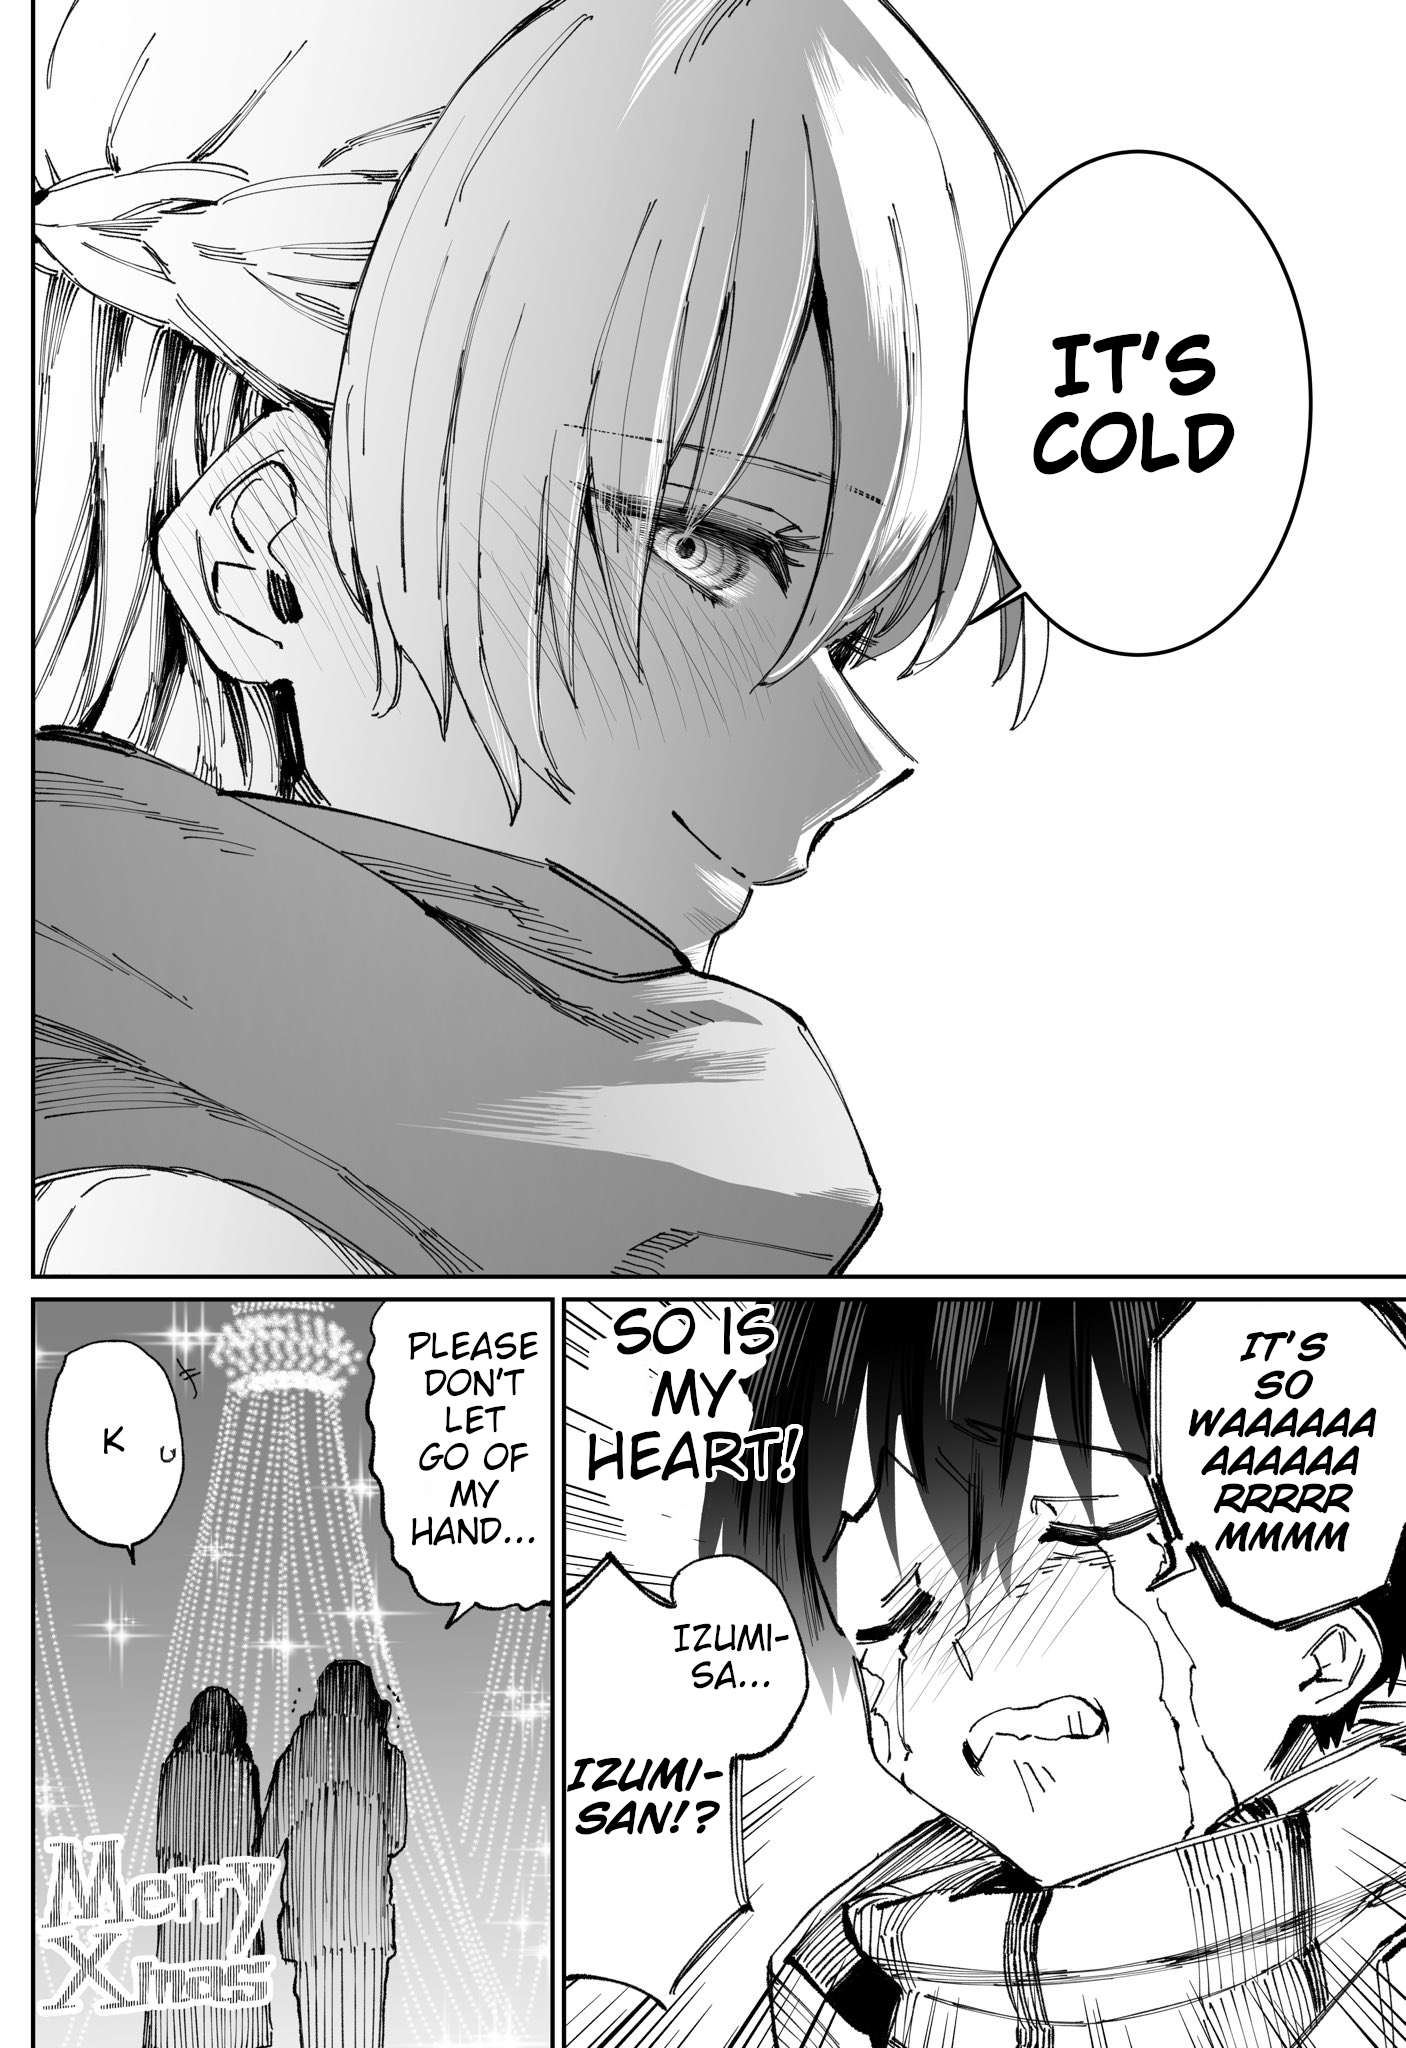 IT'S
COLD
IT'S
SO
WAAAAAA
AAAAAA
RRRRR
MMMM
SO IS
MY
HEART!
IZUMI-
SA...
IZUMI-
SAN!?
PLEASE
DON'T
LET
GO OF
MY
HAND...
K
Merry
Xmas